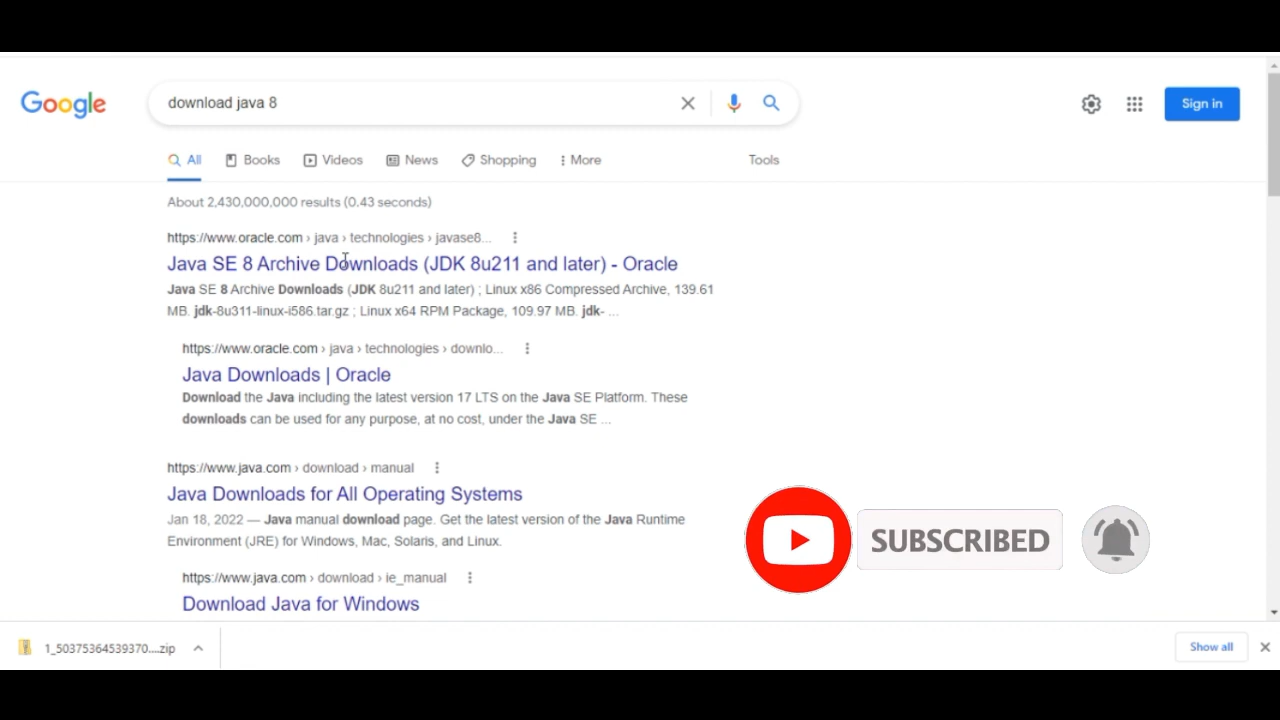 Google
download java 8
Sign in
All
Books
Videos
News
Shopping
More
Tools
About 2,430,000,000 results (0.43 seconds)
https://www.oracle.com › java › technologies › javase8...
Java SE 8 Archive Downloads (JDK 8u211 and later) - Oracle
Java SE 8 Archive Downloads (JDK 8u211 and later) ; Linux x86 Compressed Archive, 139.61
MB. jdk-8u311-linux-i586.tar.gz ; Linux x64 RPM Package, 109.97 MB. jdk- ...
https://www.oracle.com › java › technologies › downlo...
Java Downloads | Oracle
Download the Java including the latest version 17 LTS on the Java SE Platform. These
downloads can be used for any purpose, at no cost, under the Java SE ...
https://www.java.com › download › manual
Java Downloads for All Operating Systems
Jan 18, 2022 — Java manual download page. Get the latest version of the Java Runtime
Environment (JRE) for Windows, Mac, Solaris, and Linux.
SUBSCRIBED
https://www.java.com › download › ie_manual
Download Java for Windows
1_50375364539370....zip
Show all